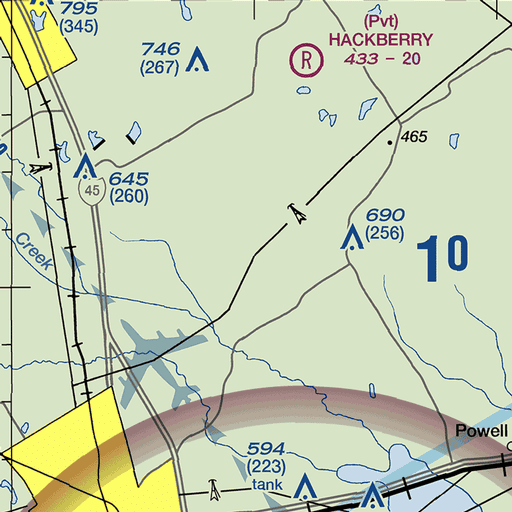 795
(345)
(Pvt)
HACKBERRY
433 - 20
R
746
(267)
465
645
(260)
45
690
(256)
10
Creek
Powell
594
(223)
tank